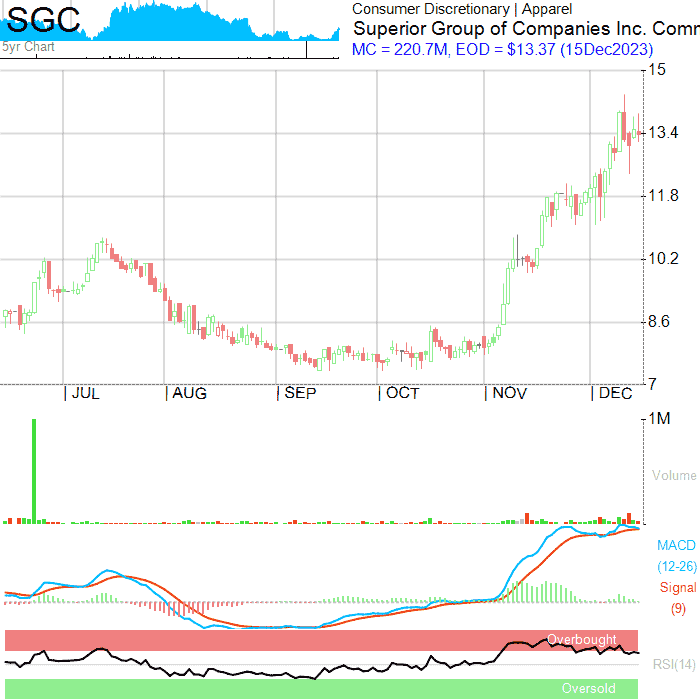 SGC
5yr Chart
Consumer Discretionary | Apparel
Superior Group of Companies Inc. Comm
MC = 220.7M, EOD = $13.37 (15Dec2023)
15
13.4
11.8
10.2
8.6
7
| JUL | AUG | SEP | OCT | NOV | DEC
1M
Volume
MACD
(12-26)
Signal
(9)
Overbought
RSI(14)
Oversold